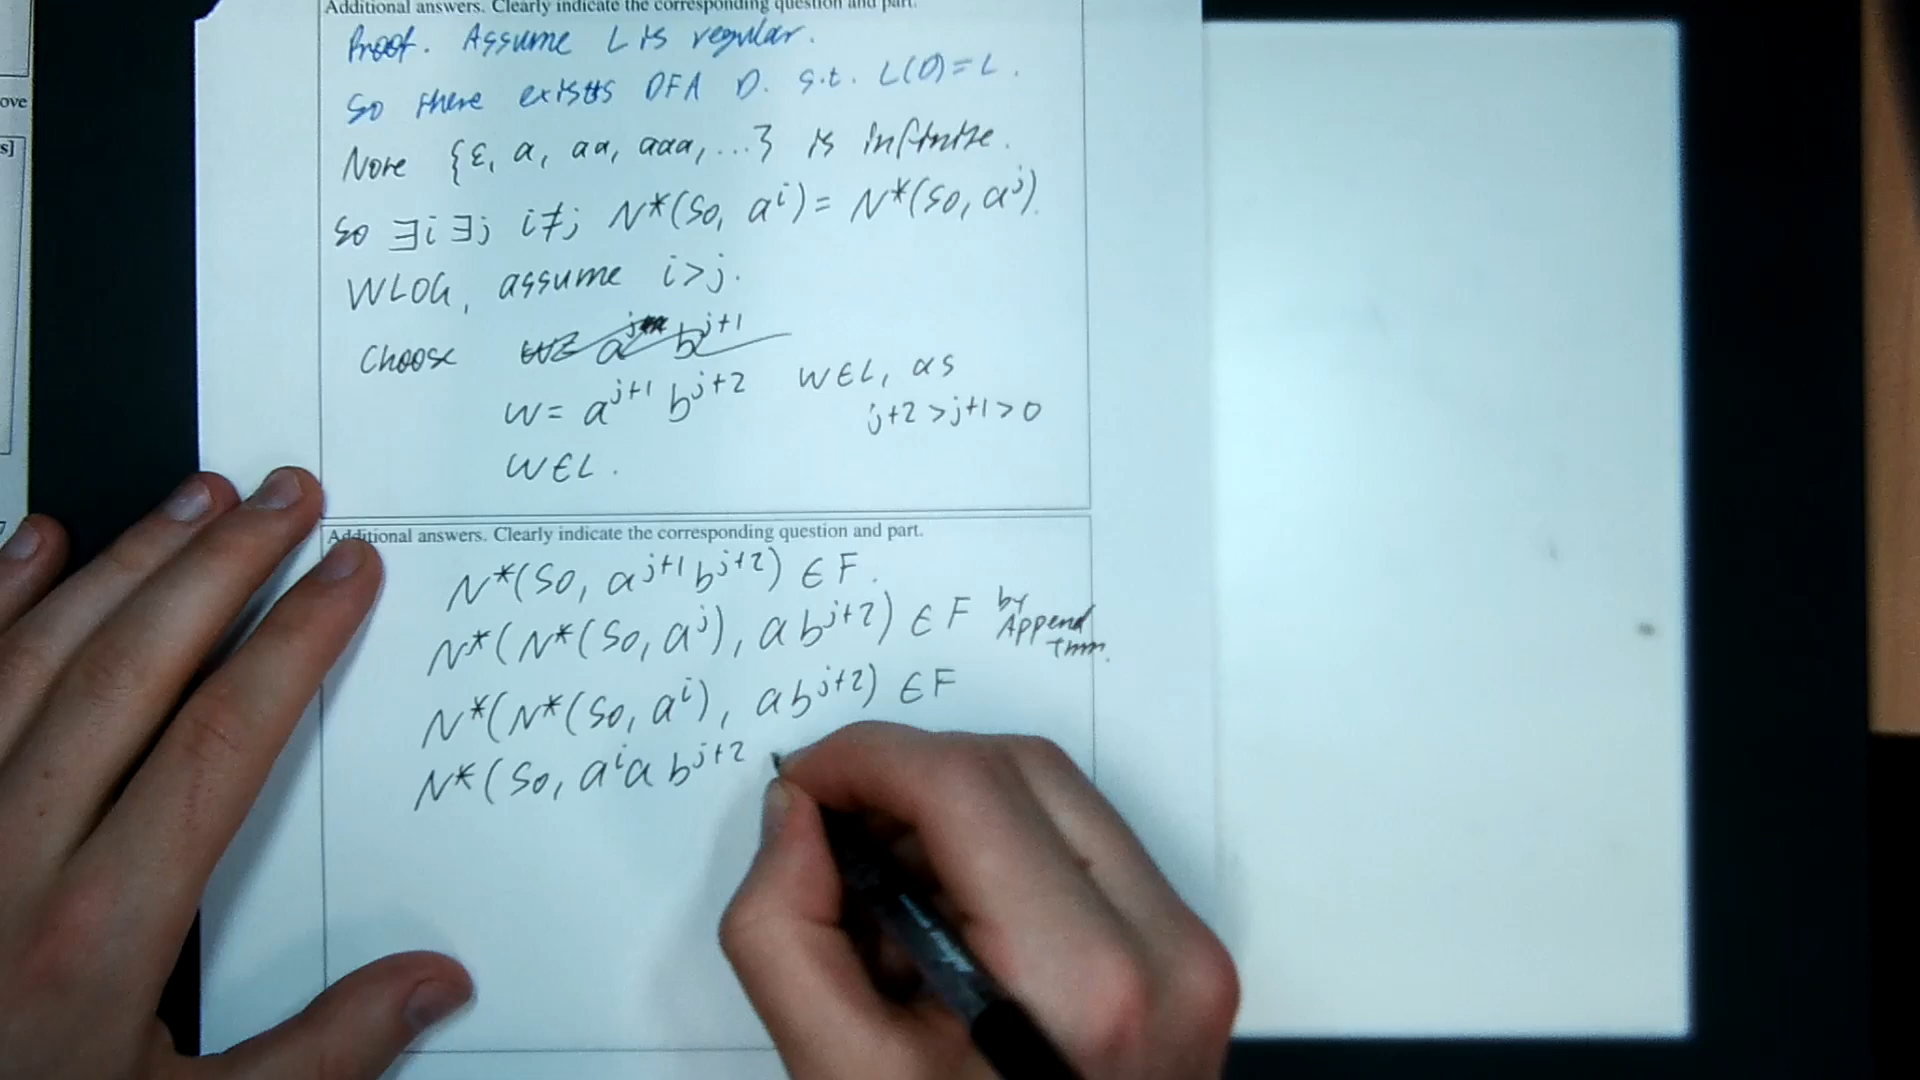 Additional answers. Clearly indicate the corresponding question and part.
Proof. Assume L is regular.
So there exists DFA D. s.t. L(D)=L.
Note {ε, a, aa, aaa, ...} is infinite.
So ∃i ∃j i≠j N*(S0, a^i) = N*(S0, a^j).
WLOG, assume i>j.
Choose
w = a^{j+1} b^{j+2} w∈L, as
j+2 > j+1 > 0
w∈L.
Additional answers. Clearly indicate the corresponding question and part.
N*(S0, a^{j+1} b^{j+2}) ∈ F.
N*(N*(S0, a^j), a b^{j+2}) ∈ F by Append Thm.
N*(N*(S0, a^i), a b^{j+2}) ∈ F
N*(S0, a^i a b^{j+2}
ove
s]